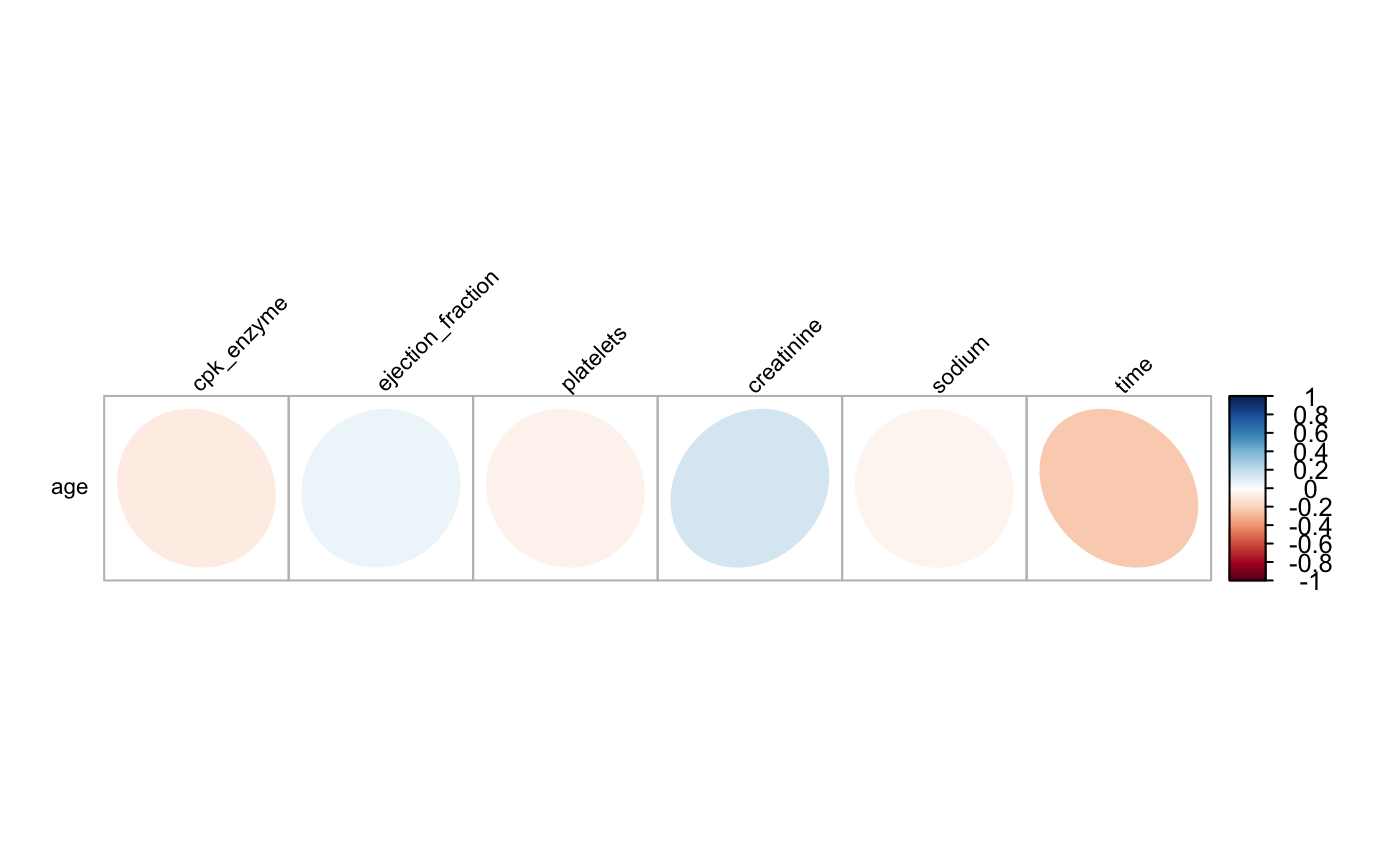 cpk_enzyme
ejection_fraction
platelets
creatinine
sodium
time
age
1
0.8
0.6
0.4
0.2
0
-0.2
-0.4
-0.6
-0.8
-1